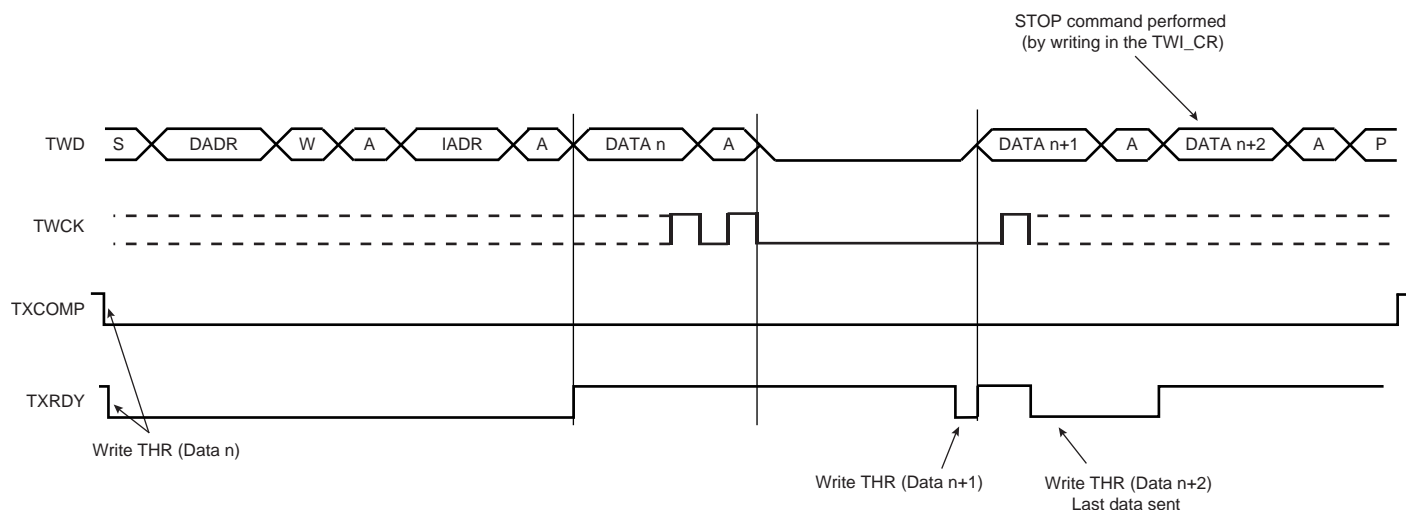 STOP command performed
(by writing in the TWI_CR)
TWD S DADR W A IADR A DATA n A DATA n+1 A DATA n+2 A P
TWCK
TXCOMP
TXRDY
Write THR (Data n)
Write THR (Data n+1)
Write THR (Data n+2)
Last data sent